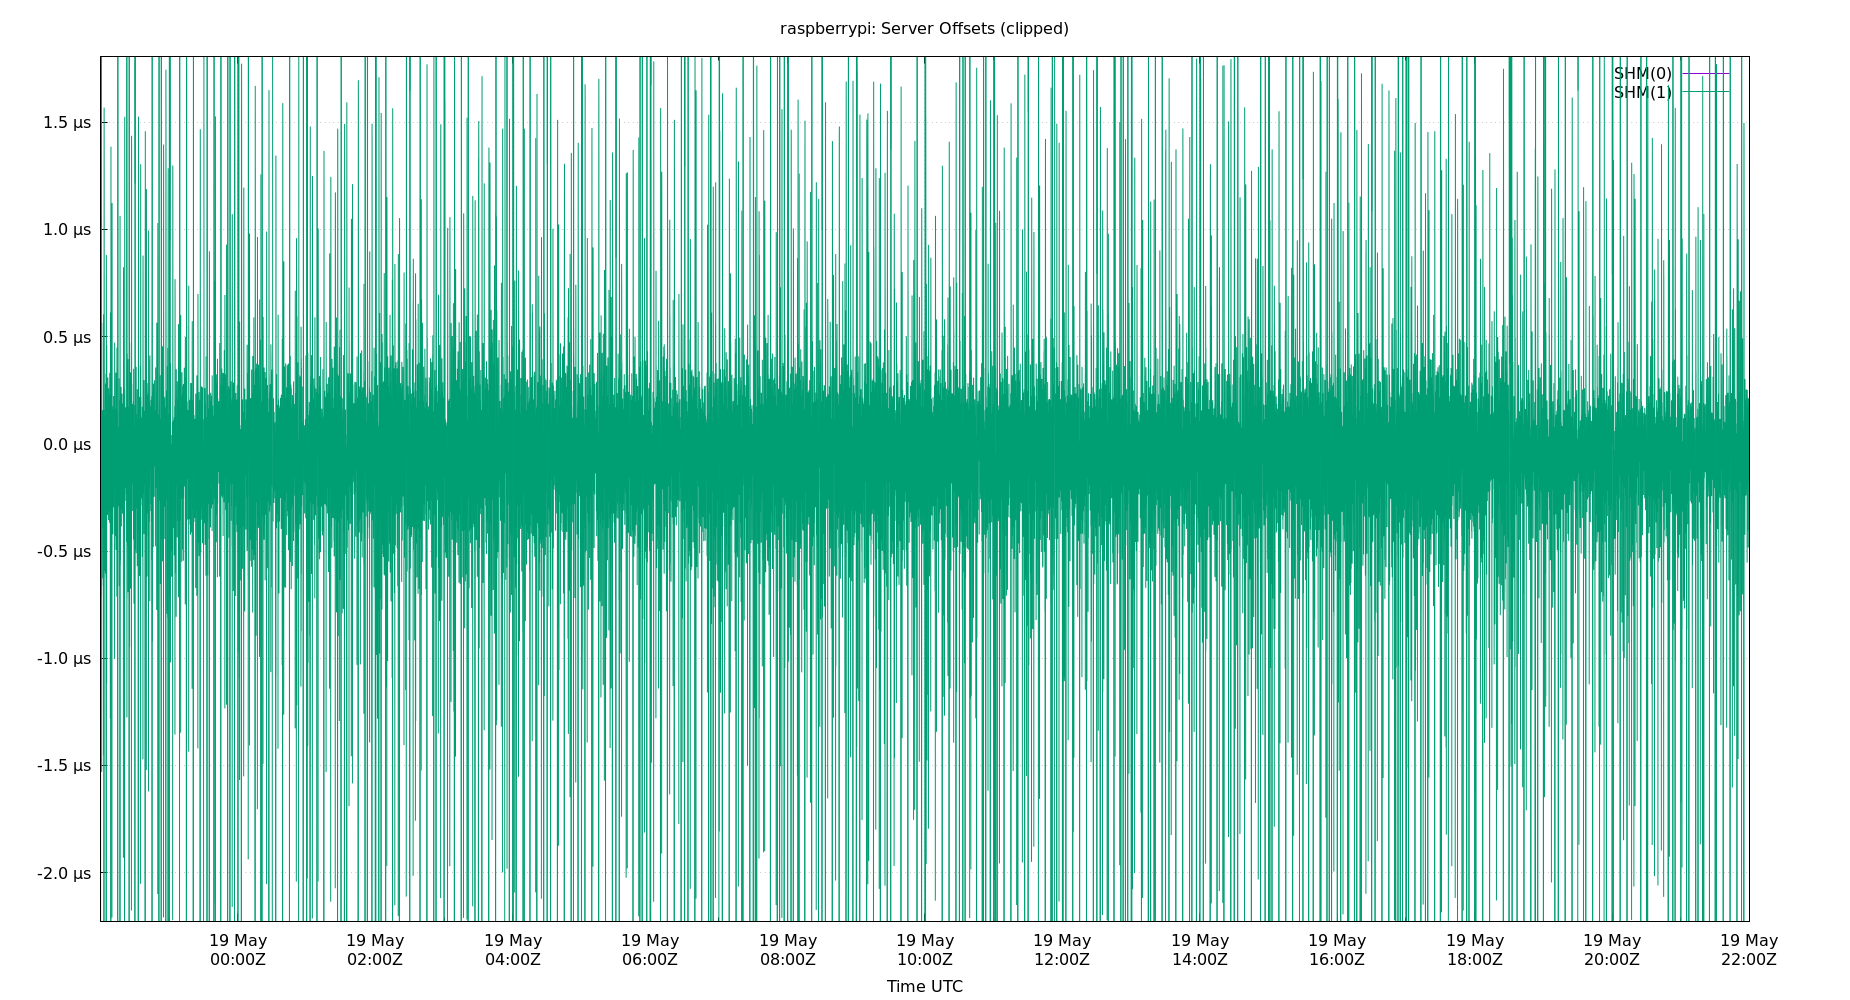 raspberrypi: Server Offsets (clipped)
SHM(0)
SHM(1)
1.5 µs
1.0 µs
0.5 µs
0.0 µs
-0.5 µs
-1.0 µs
-1.5 µs
-2.0 µs
19 May 19 May 19 May 19 May 19 May 19 May 19 May 19 May 19 May 19 May 19 May 19 May
00:00Z 02:00Z 04:00Z 06:00Z 08:00Z 10:00Z 12:00Z 14:00Z 16:00Z 18:00Z 20:00Z 22:00Z
Time UTC